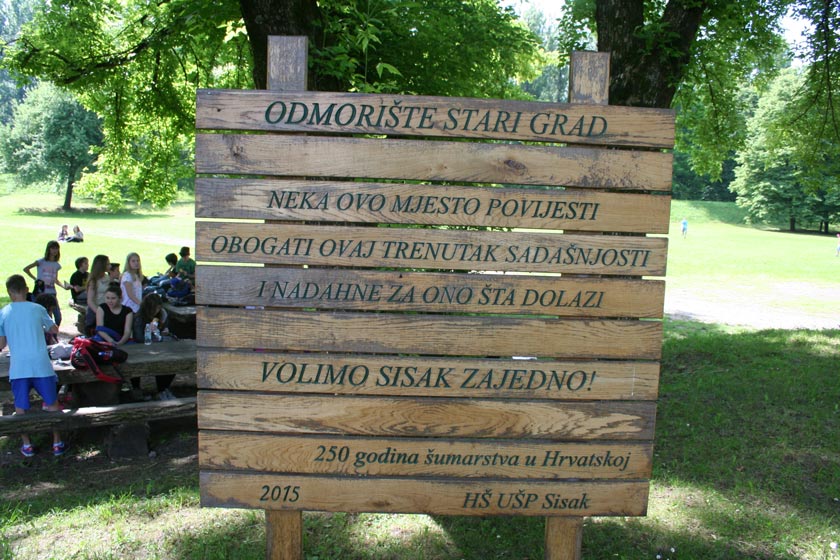 ODMORIŠTE STARI GRAD
NEKA OVO MJESTO POVIJESTI
OBOGATI OVAJ TRENUTAK SADAŠNJOSTI
I NADAHNE ZA ONO ŠTA DOLAZI
VOLIMO SISAK ZAJEDNO!
250 godina šumarstva u Hrvatskoj
2015 HŠ UŠP Sisak